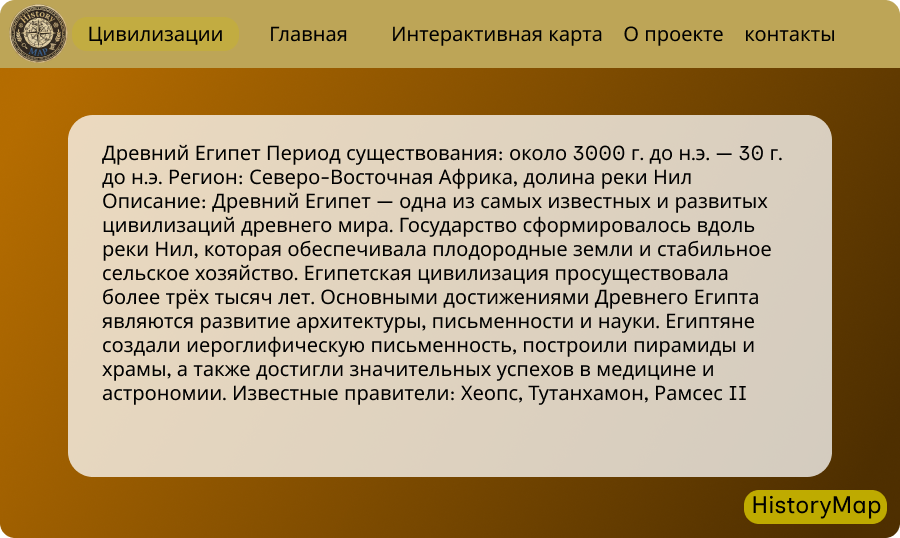 History
MAP
Цивилизации Главная Интерактивная карта О проекте контакты
Древний Египет Период существования: около 3000 г. до н.э. — 30 г.
до н.э. Регион: Северо-Восточная Африка, долина реки Нил
Описание: Древний Египет — одна из самых известных и развитых
цивилизаций древнего мира. Государство сформировалось вдоль
реки Нил, которая обеспечивала плодородные земли и стабильное
сельское хозяйство. Египетская цивилизация просуществовала
более трёх тысяч лет. Основными достижениями Древнего Египта
являются развитие архитектуры, письменности и науки. Египтяне
создали иероглифическую письменность, построили пирамиды и
храмы, а также достигли значительных успехов в медицине и
астрономии. Известные правители: Хеопс, Тутанхамон, Рамсес II
HistoryMap